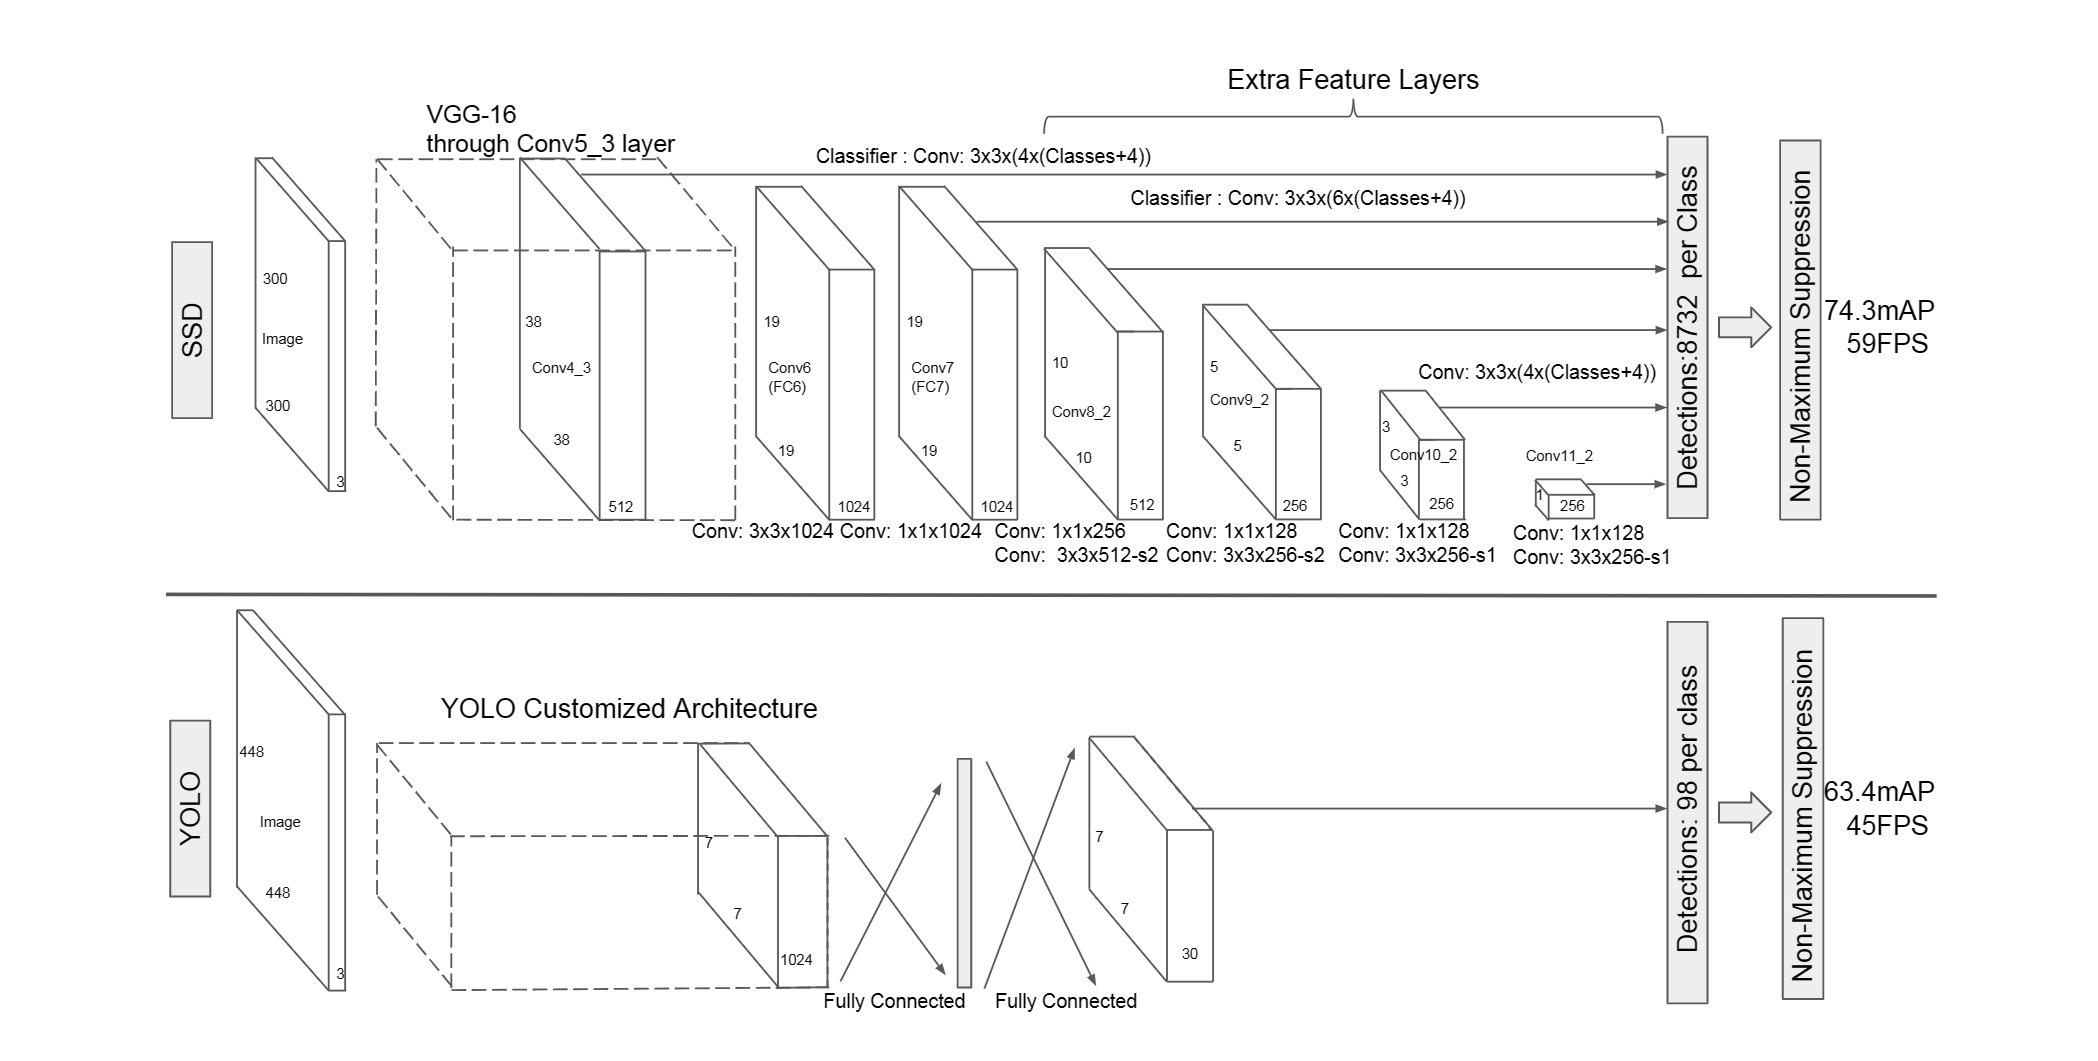 Extra Feature Layers
VGG-16
through Conv5_3 layer
Classifier : Conv: 3x3x(4x(Classes+4))
Classifier : Conv: 3x3x(6x(Classes+4))
SSD
300
Image
300
3
38
Conv4_3
38
512
19
Conv6
(FC6)
19
1024
19
Conv7
(FC7)
19
1024
10
Conv8_2
10
512
5
Conv9_2
5
256
Conv: 3x3x(4x(Classes+4))
3
Conv10_2
3
256
Conv11_2
1
256
Conv: 3x3x1024
Conv: 1x1x1024
Conv: 1x1x256
Conv: 3x3x512-s2
Conv: 1x1x128
Conv: 3x3x256-s2
Conv: 1x1x128
Conv: 3x3x256-s1
Conv: 1x1x128
Conv: 3x3x256-s1
Detections:8732 per Class
Non-Maximum Suppression
74.3mAP
59FPS
YOLO
448
Image
448
3
YOLO Customized Architecture
7
7
1024
Fully Connected
Fully Connected
7
7
30
Detections: 98 per class
Non-Maximum Suppression
63.4mAP
45FPS